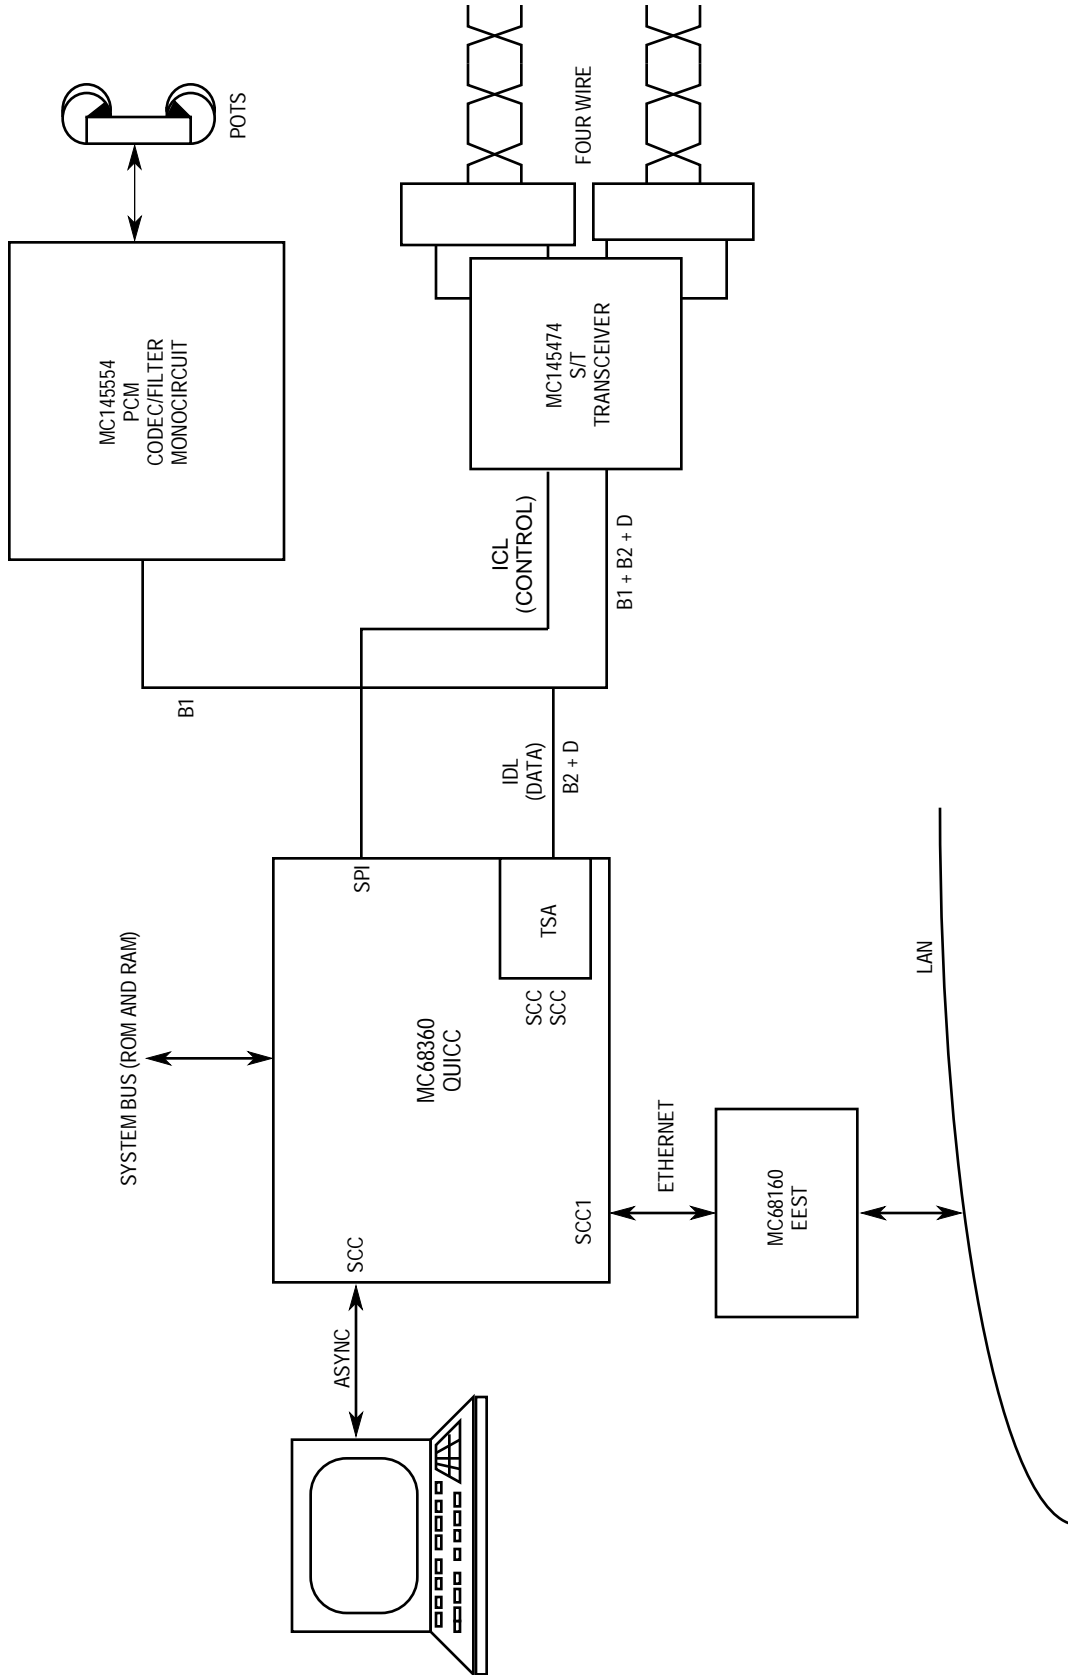 POTS
FOUR WIRE
MC145554
PCM
CODEC/FILTER
MONOCIRCUIT
MC145474
S/T
TRANSCEIVER
ICL
(CONTROL)
B1 + B2 + D
B1
IDL
(DATA)
B2 + D
SYSTEM BUS (ROM AND RAM)
SPI
TSA
SCC
SCC
MC68360
QUICC
SCC
SCC1
ASYNC
ETHERNET
MC68160
EEST
LAN